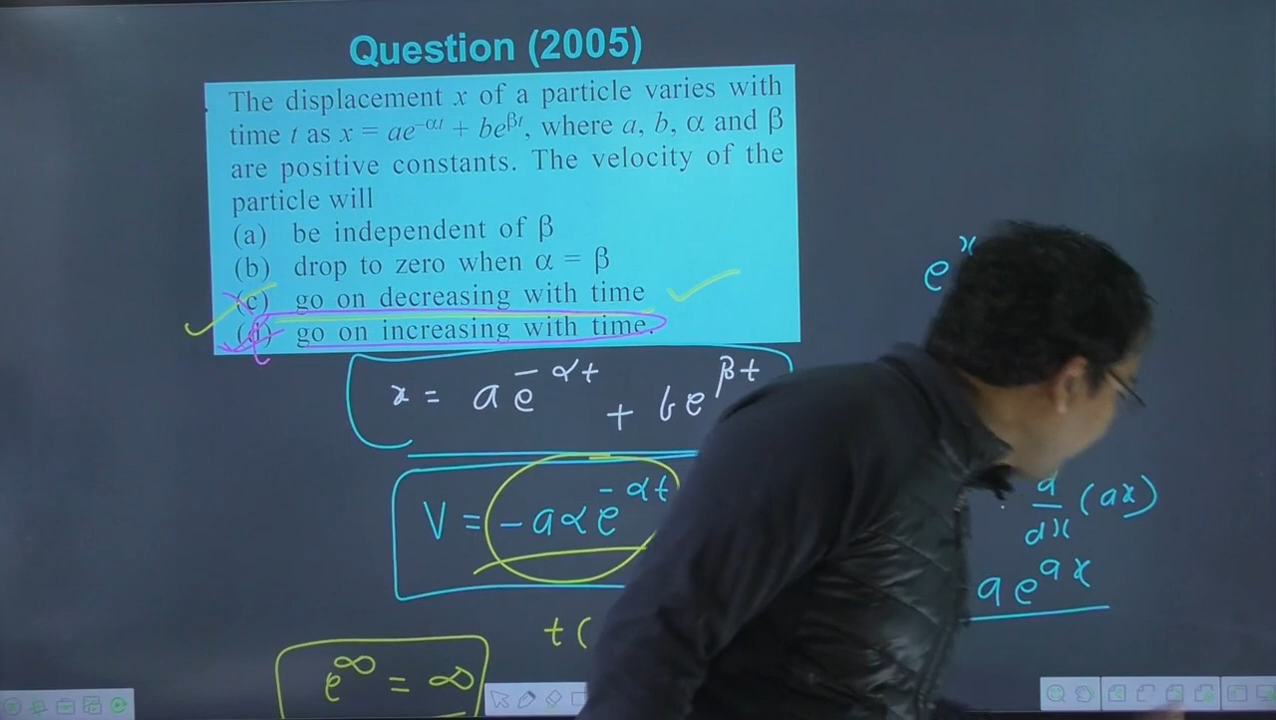 Question (2005)
The displacement x of a particle varies with
time t as x = ae^{-αt} + be^{βt}, where a, b, α and β
are positive constants. The velocity of the
particle will
(a) be independent of β
(b) drop to zero when α = β
(c) go on decreasing with time
(d) go on increasing with time.
e^x
x = ae^{-αt} + be^{βt}
V = -aαe^{-αt}
d/dx (ax)
ae^{ax}
t(
e^∞ = ∞